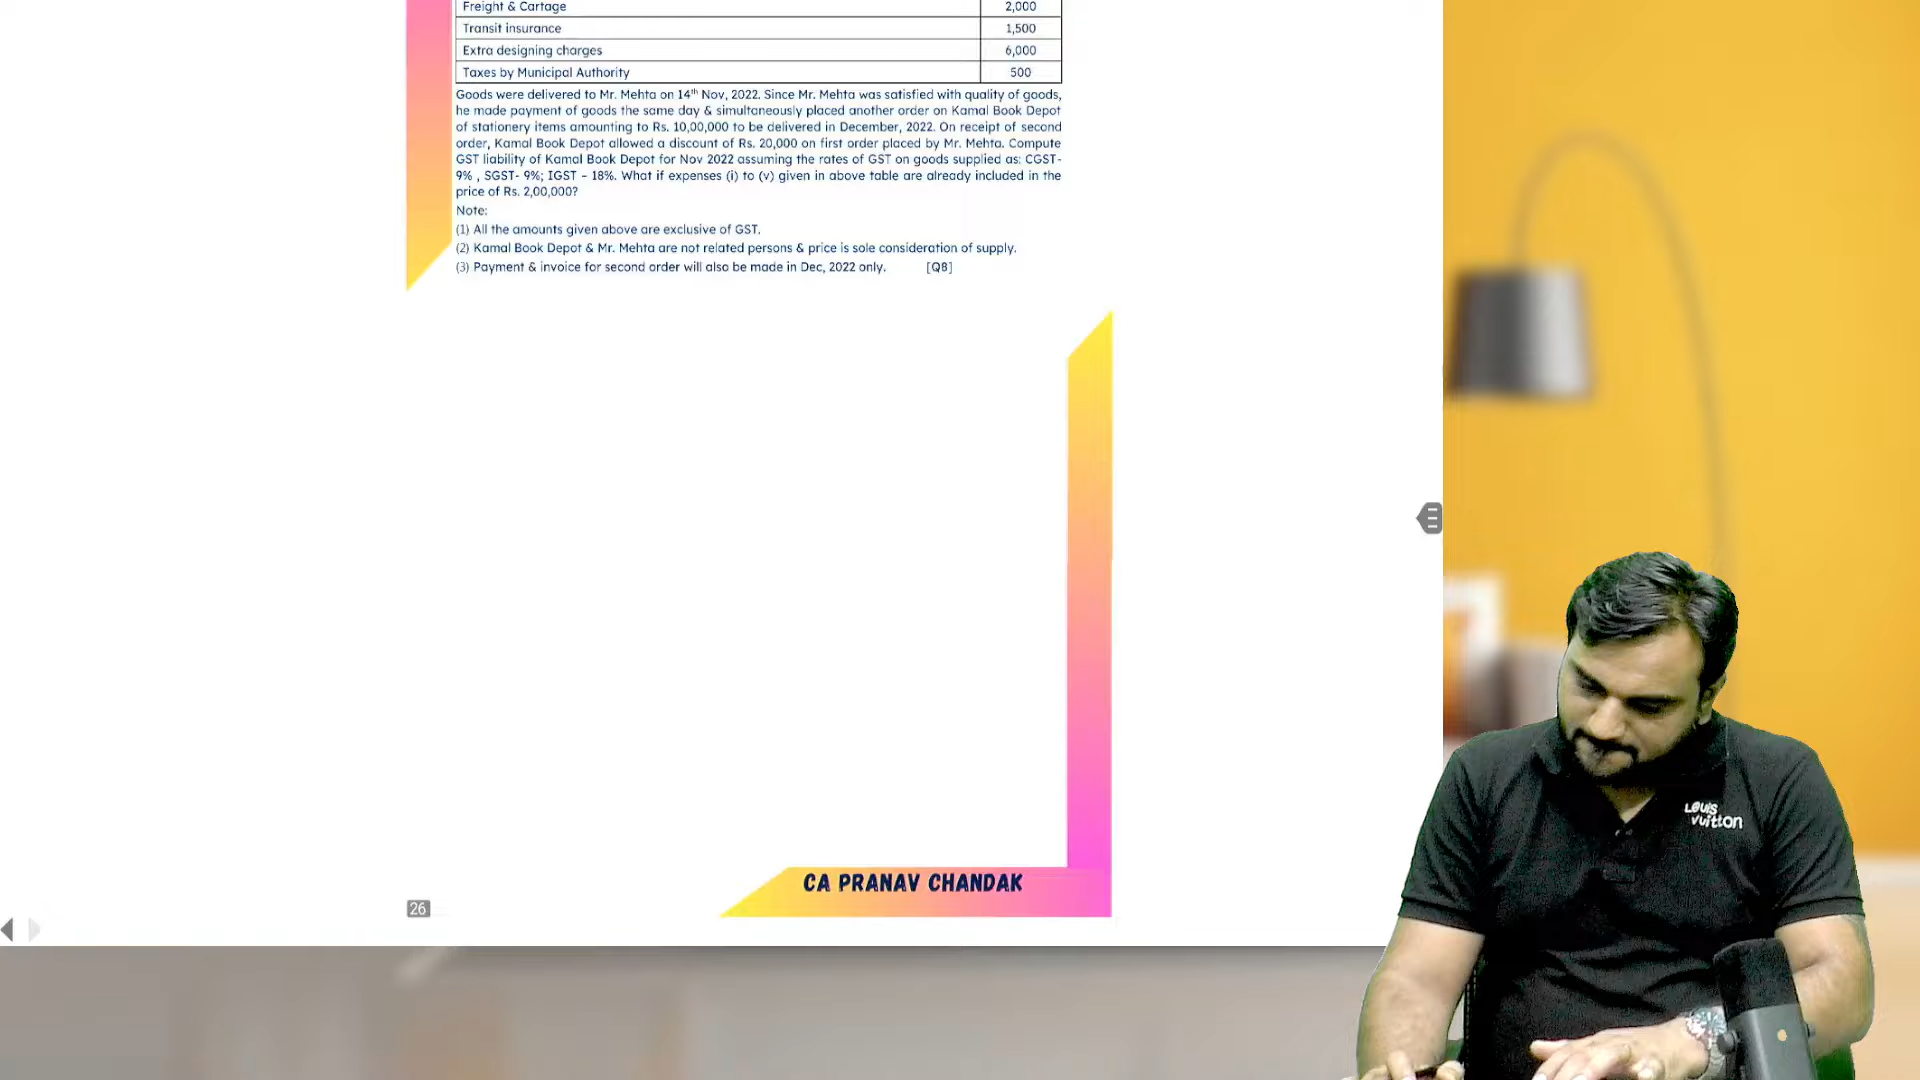 Freight & Cartage 2,000
Transit insurance 1,500
Extra designing charges 6,000
Taxes by Municipal Authority 500
Goods were delivered to Mr. Mehta on 14th Nov, 2022. Since Mr. Mehta was satisfied with quality of goods,
he made payment of goods the same day & simultaneously placed another order on Kamal Book Depot
of stationery items amounting to Rs. 10,00,000 to be delivered in December, 2022. On receipt of second
order, Kamal Book Depot allowed a discount of Rs. 20,000 on first order placed by Mr. Mehta. Compute
GST liability of Kamal Book Depot for Nov 2022 assuming the rates of GST on goods supplied as: CGST-
9% , SGST- 9%; IGST – 18%. What if expenses (i) to (v) given in above table are already included in the
price of Rs. 2,00,000?
Note:
(1) All the amounts given above are exclusive of GST.
(2) Kamal Book Depot & Mr. Mehta are not related persons & price is sole consideration of supply.
(3) Payment & invoice for second order will also be made in Dec, 2022 only. [Q8]
Louis
Vuitton
CA PRANAV CHANDAK
26